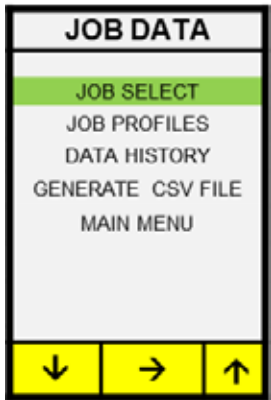 JOB DATA
JOB SELECT
JOB PROFILES
DATA HISTORY
GENERATE CSV FILE
MAIN MENU